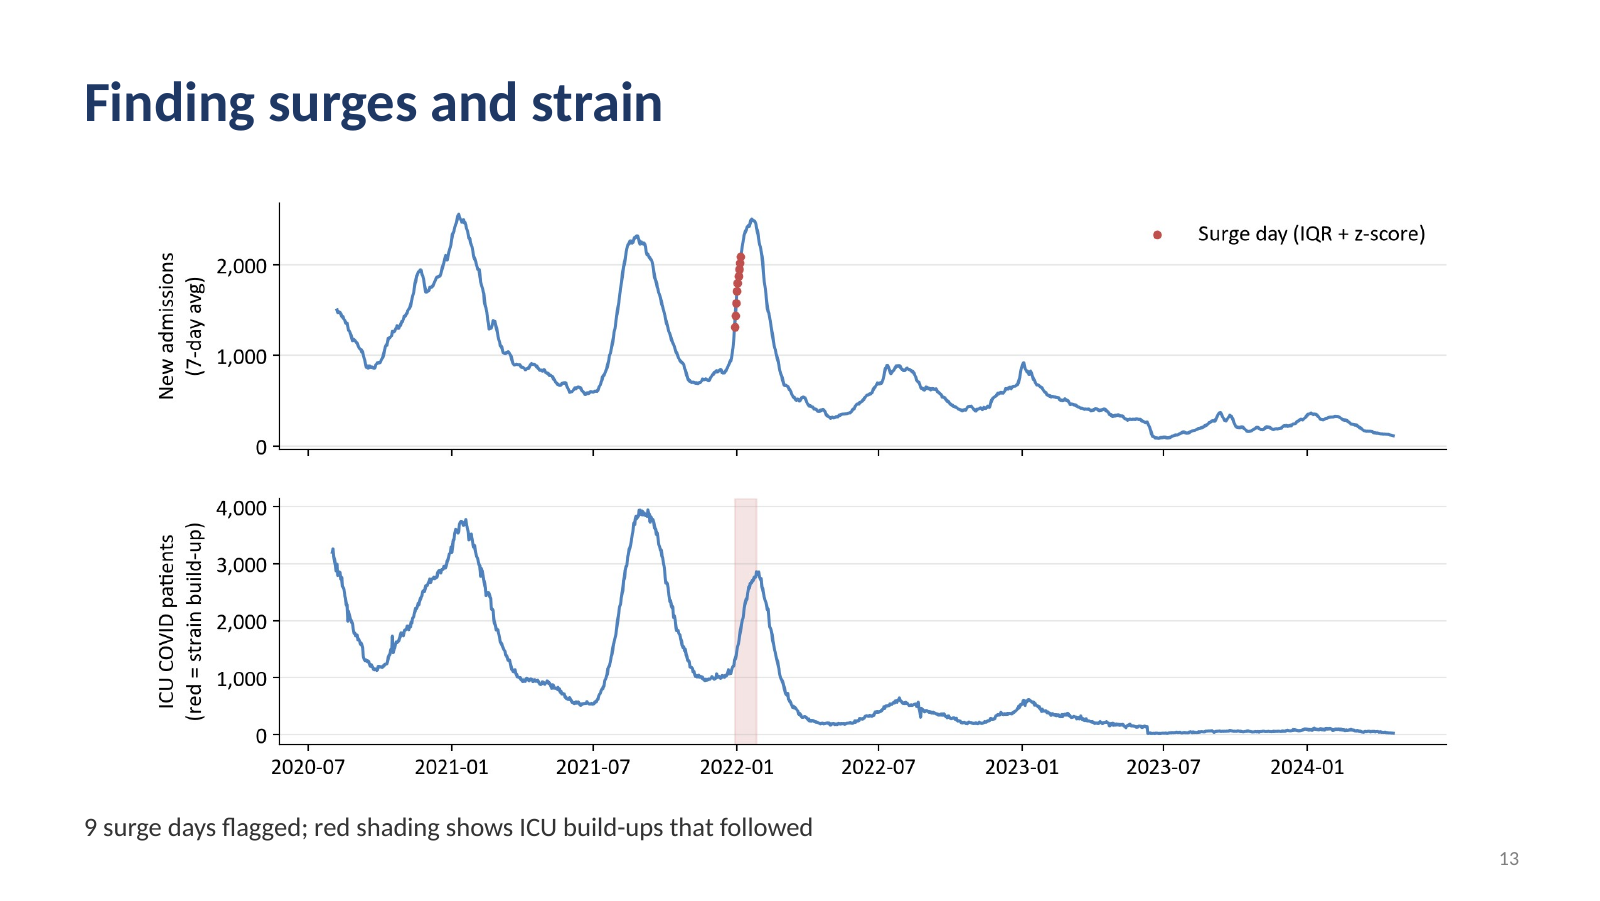 Finding surges and strain
New admissions
(7-day avg)
2,000
1,000
0
Surge day (IQR + z-score)
ICU COVID patients
(red = strain build-up)
4,000
3,000
2,000
1,000
0
2020-07
2021-01
2021-07
2022-01
2022-07
2023-01
2023-07
2024-01
9 surge days flagged; red shading shows ICU build-ups that followed
13